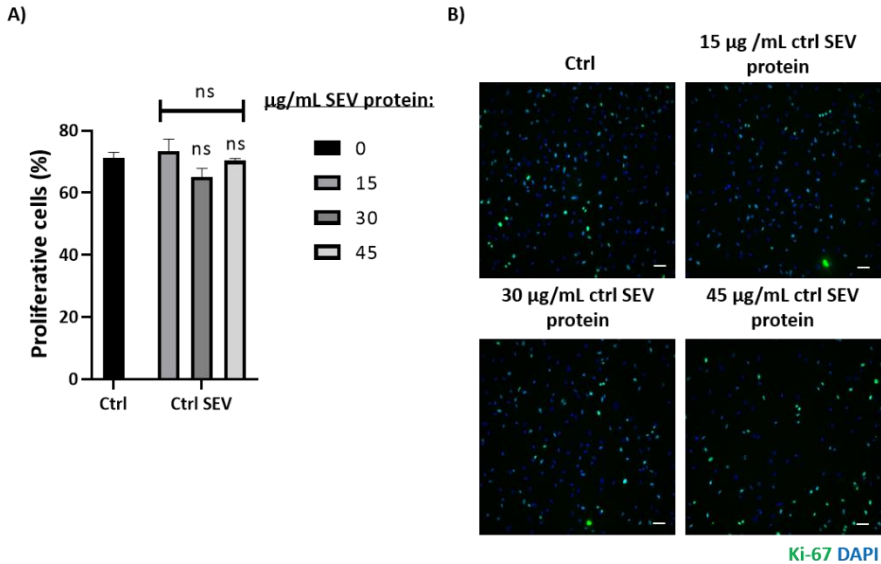 A)
ns
μg/mL SEV protein:
ns
ns
80
60
40
20
0
Proliferative cells (%)
Ctrl
Ctrl SEV
0
15
30
45
B)
Ctrl
15 μg /mL ctrl SEV
protein
30 μg/mL ctrl SEV
protein
45 μg/mL ctrl SEV
protein
Ki-67 DAPI